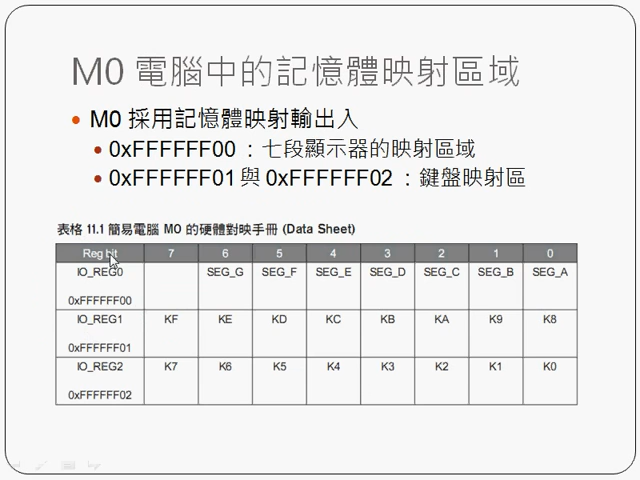 M0 電腦中的記憶體映射區域
M0 採用記憶體映射輸出入
0xFFFFFF00 ：七段顯示器的映射區域
0xFFFFFF01 與 0xFFFFFF02 ：鍵盤映射區
表格 11.1 簡易電腦 M0 的硬體對映手冊 (Data Sheet)
Reg bit 7 6 5 4 3 2 1 0
IO_REG0 SEG_G SEG_F SEG_E SEG_D SEG_C SEG_B SEG_A
0xFFFFFF00
IO_REG1 KF KE KD KC KB KA K9 K8
0xFFFFFF01
IO_REG2 K7 K6 K5 K4 K3 K2 K1 K0
0xFFFFFF02